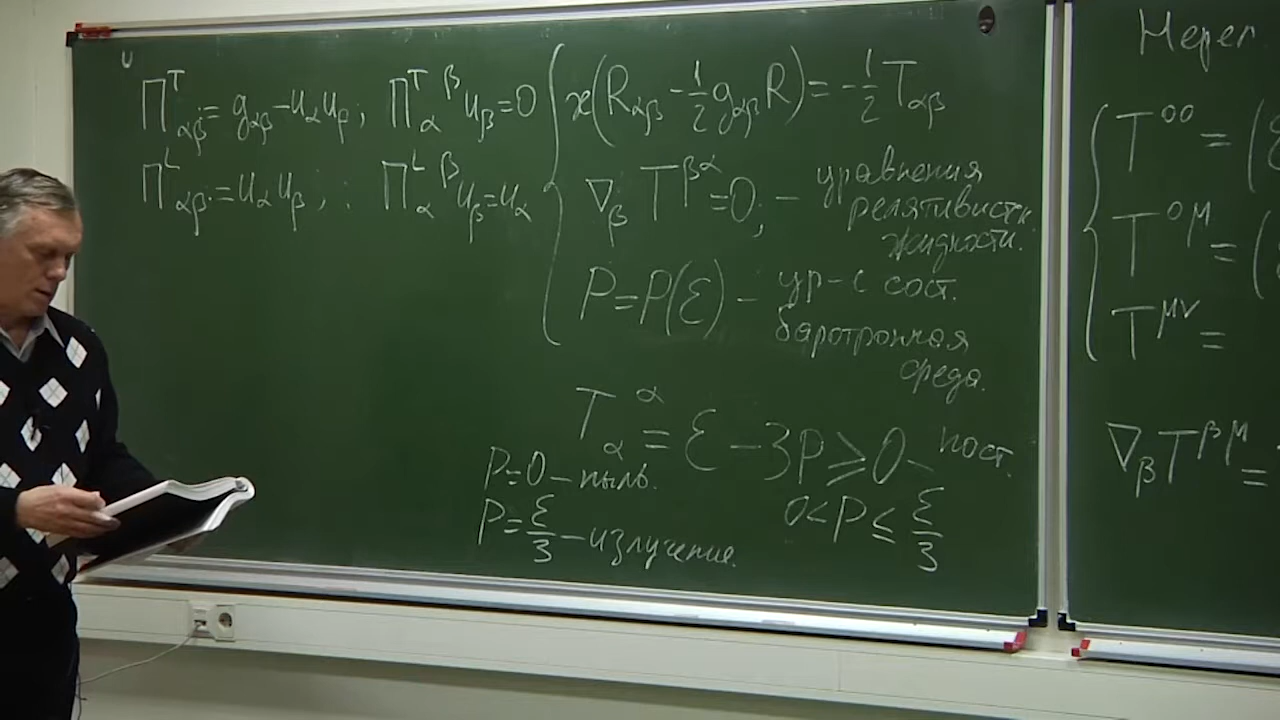 Π^T_{αβ} = g_{αβ} - u_α u_β ; Π^T_α{}^β u_β = 0
Π^L_{αβ} = u_α u_β ; Π^L_α{}^β u_β = u_α
æ(R_{αβ} - 1/2 g_{αβ} R) = -1/2 T_{αβ}
∇_β T^{βα} = 0, - уравнения
релятивистк
жидкости.
P = P(ε) - ур-е сост.
баротропная
среда.
T_α^α = ε - 3P ≥ 0 - пост.
P = 0 - пыль.
0 < P ≤ ε/3
P = ε/3 - излучение.
Нерел
T^{00} = (ε
T^{0μ} = (
T^{μν} =
∇_β T^{βμ} =